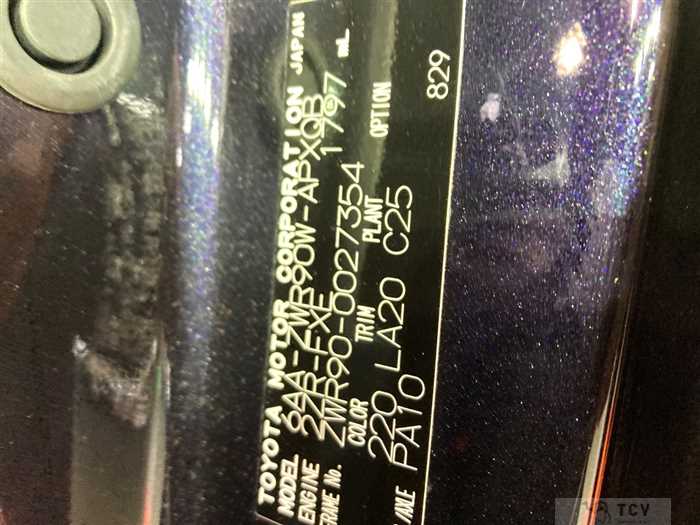 TOYOTA MOTOR CORPORATION JAPAN
MODEL 6AA-ZWR90W-APXQB
ENGINE 2ZR-FXE 1797 mL
FRAME No. ZWR90-0027354
COLOR TRIM PLANT OPTION
220 LA20 C25
AXLE PA10
829
TCV